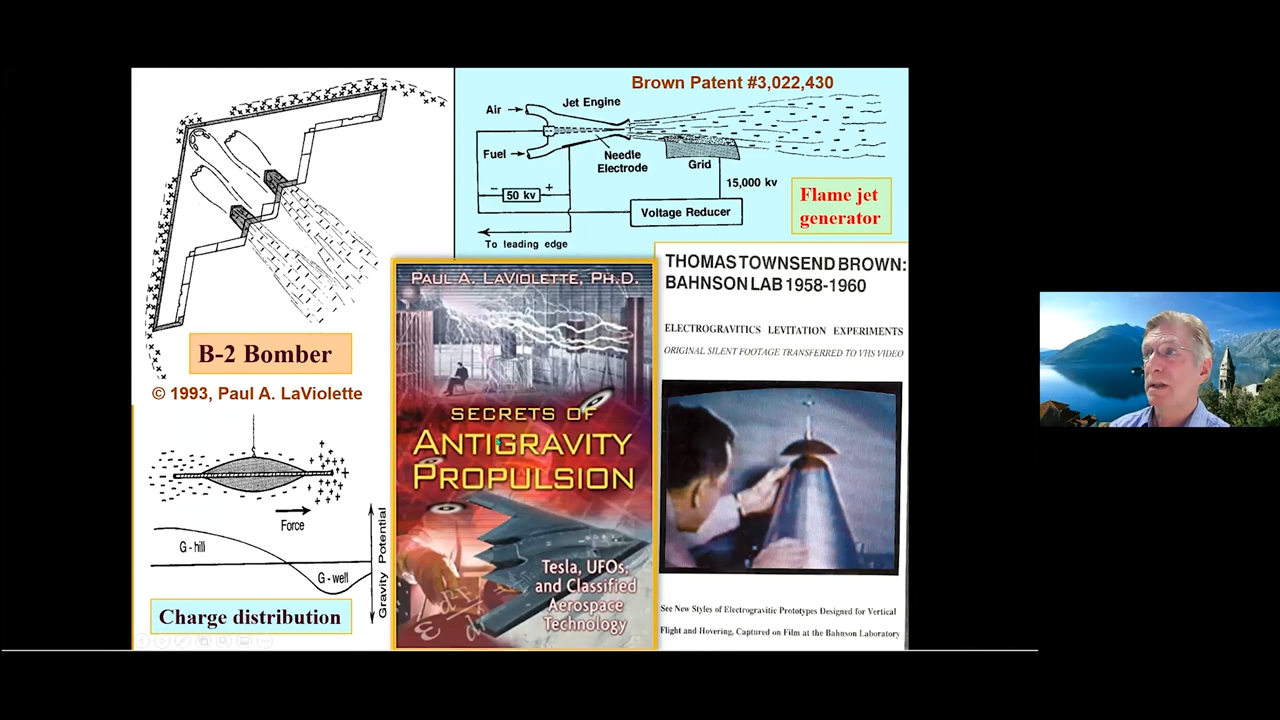 B-2 Bomber
© 1993, Paul A. LaViolette
Brown Patent #3,022,430
Air
Jet Engine
Fuel
Needle
Electrode
Grid
- 50 kv +
15,000 kv
Voltage Reducer
To leading edge
Flame jet
generator
Force
G - hill
G - well
Gravity Potential
Charge distribution
PAUL A. LAVIOLETTE, PH.D.
SECRETS OF
ANTIGRAVITY
PROPULSION
Tesla, UFOs,
and Classified
Aerospace
Technology
THOMAS TOWNSEND BROWN:
BAHNSON LAB 1958-1960
ELECTROGRAVITICS LEVITATION EXPERIMENTS
ORIGINAL SILENT FOOTAGE TRANSFERRED TO VHS VIDEO
See New Styles of Electrogravitic Prototypes Designed for Vertical
Flight and Hovering, Captured on Film at the Bahnson Laboratory